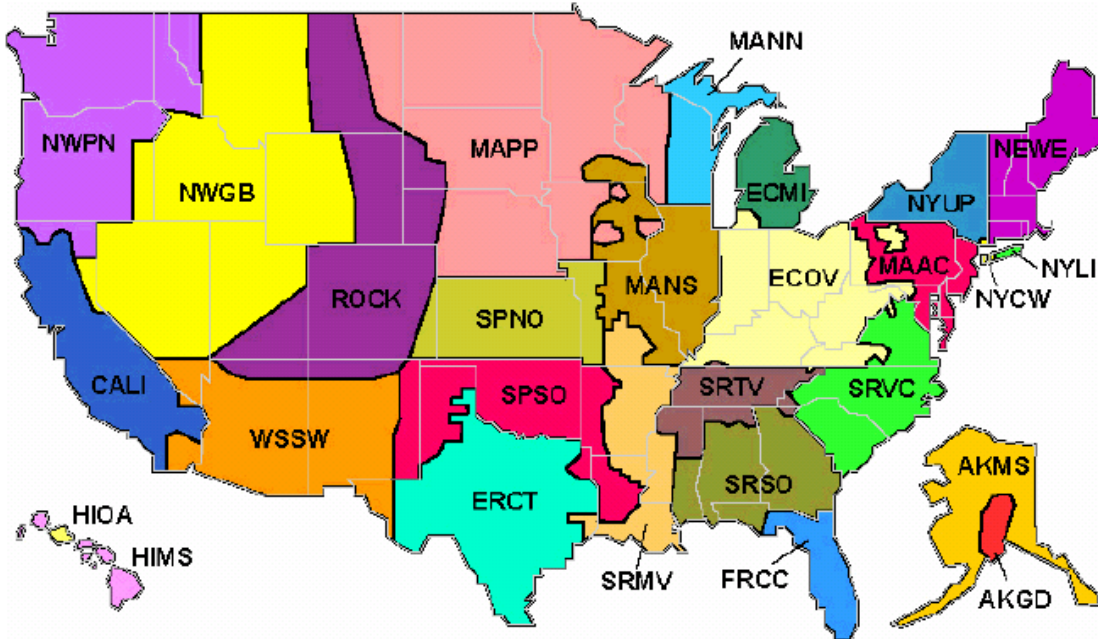 MANN
NWPN
MAPP
NEWE
NWGB
ECMI
NYUP
MAAC
NYLI
ROCK
MANS
ECOV
NYCW
SPNO
CALI
SPSO
SRTV
SRVC
WSSW
AKMS
ERCT
SRSO
HIOA
HIMS
SRMV
FRCC
AKGD